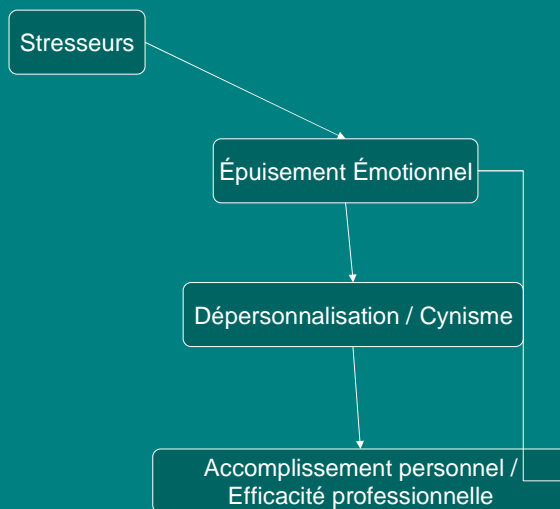 Stresseurs
Épuisement Émotionnel
Dépersonnalisation / Cynisme
Accomplissement personnel /
Efficacité professionnelle